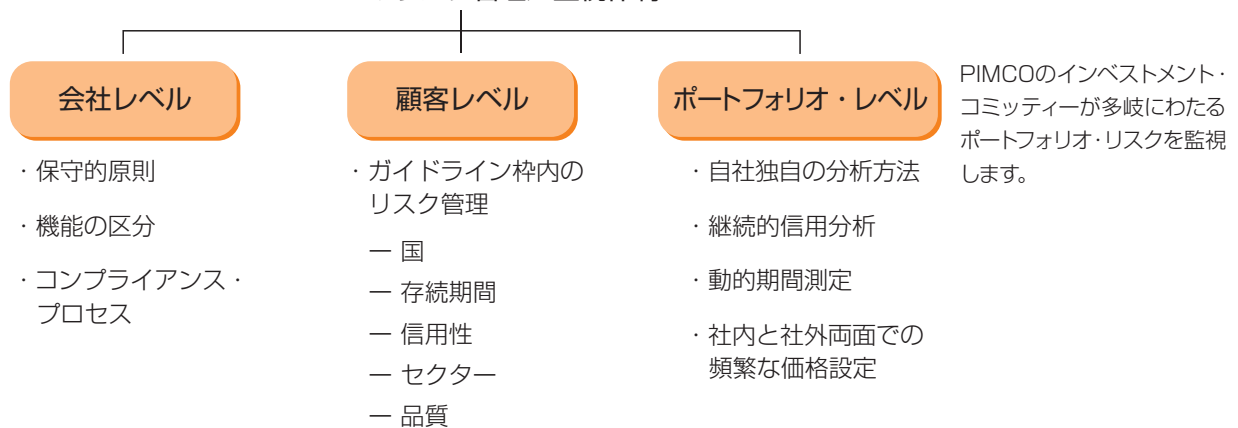 会社レベル
・保守的原則
・機能の区分
・コンプライアンス・
プロセス
顧客レベル
・ガイドライン枠内の
リスク管理
― 国
― 存続期間
― 信用性
― セクター
― 品質
ポートフォリオ・レベル
・自社独自の分析方法
・継続的信用分析
・動的期間測定
・社内と社外両面での
頻繁な価格設定
PIMCOのインベストメント・
コミッティーが多岐にわたる
ポートフォリオ・リスクを監視
します。